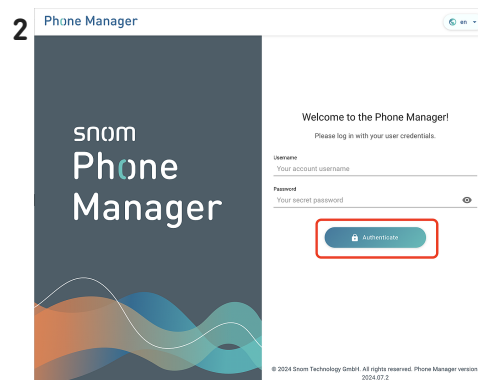 2
Phone Manager
en
snom
Phone
Manager
Welcome to the Phone Manager!
Please log in with your user credentials.
Username
Your account username
Password
Your secret password
Authenticate
© 2024 Snom Technology GmbH. All rights reserved. Phone Manager version
2024.07.2